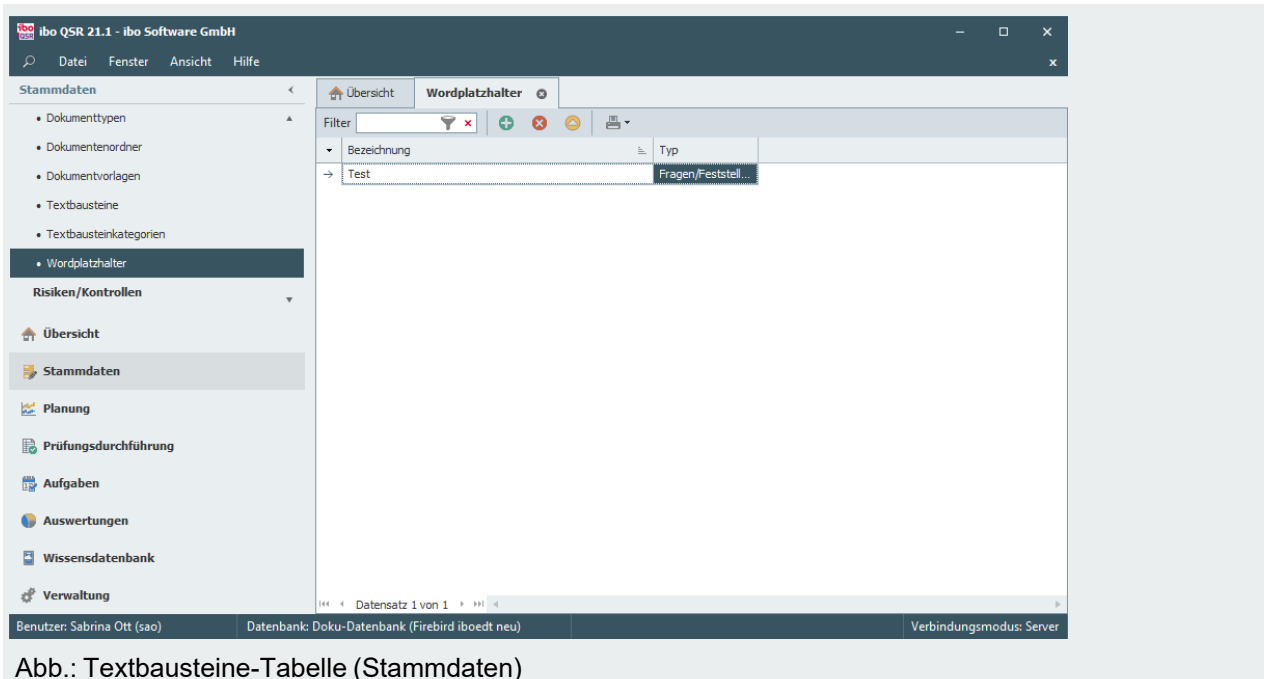 ibo QSR ibo QSR 21.1 - ibo Software GmbH
Datei Fenster Ansicht Hilfe
Stammdaten
• Dokumenttypen
• Dokumentenordner
• Dokumentvorlagen
• Textbausteine
• Textbausteinkategorien
• Wordplatzhalter
Risiken/Kontrollen
Übersicht
Stammdaten
Planung
Prüfungsdurchführung
Aufgaben
Auswertungen
Wissensdatenbank
Verwaltung
Übersicht Wordplatzhalter
Filter
Bezeichnung Typ
Test Fragen/Feststell...
Datensatz 1 von 1
Benutzer: Sabrina Ott (sao) Datenbank: Doku-Datenbank (Firebird iboedt neu) Verbindungsmodus: Server
Abb.: Textbausteine-Tabelle (Stammdaten)